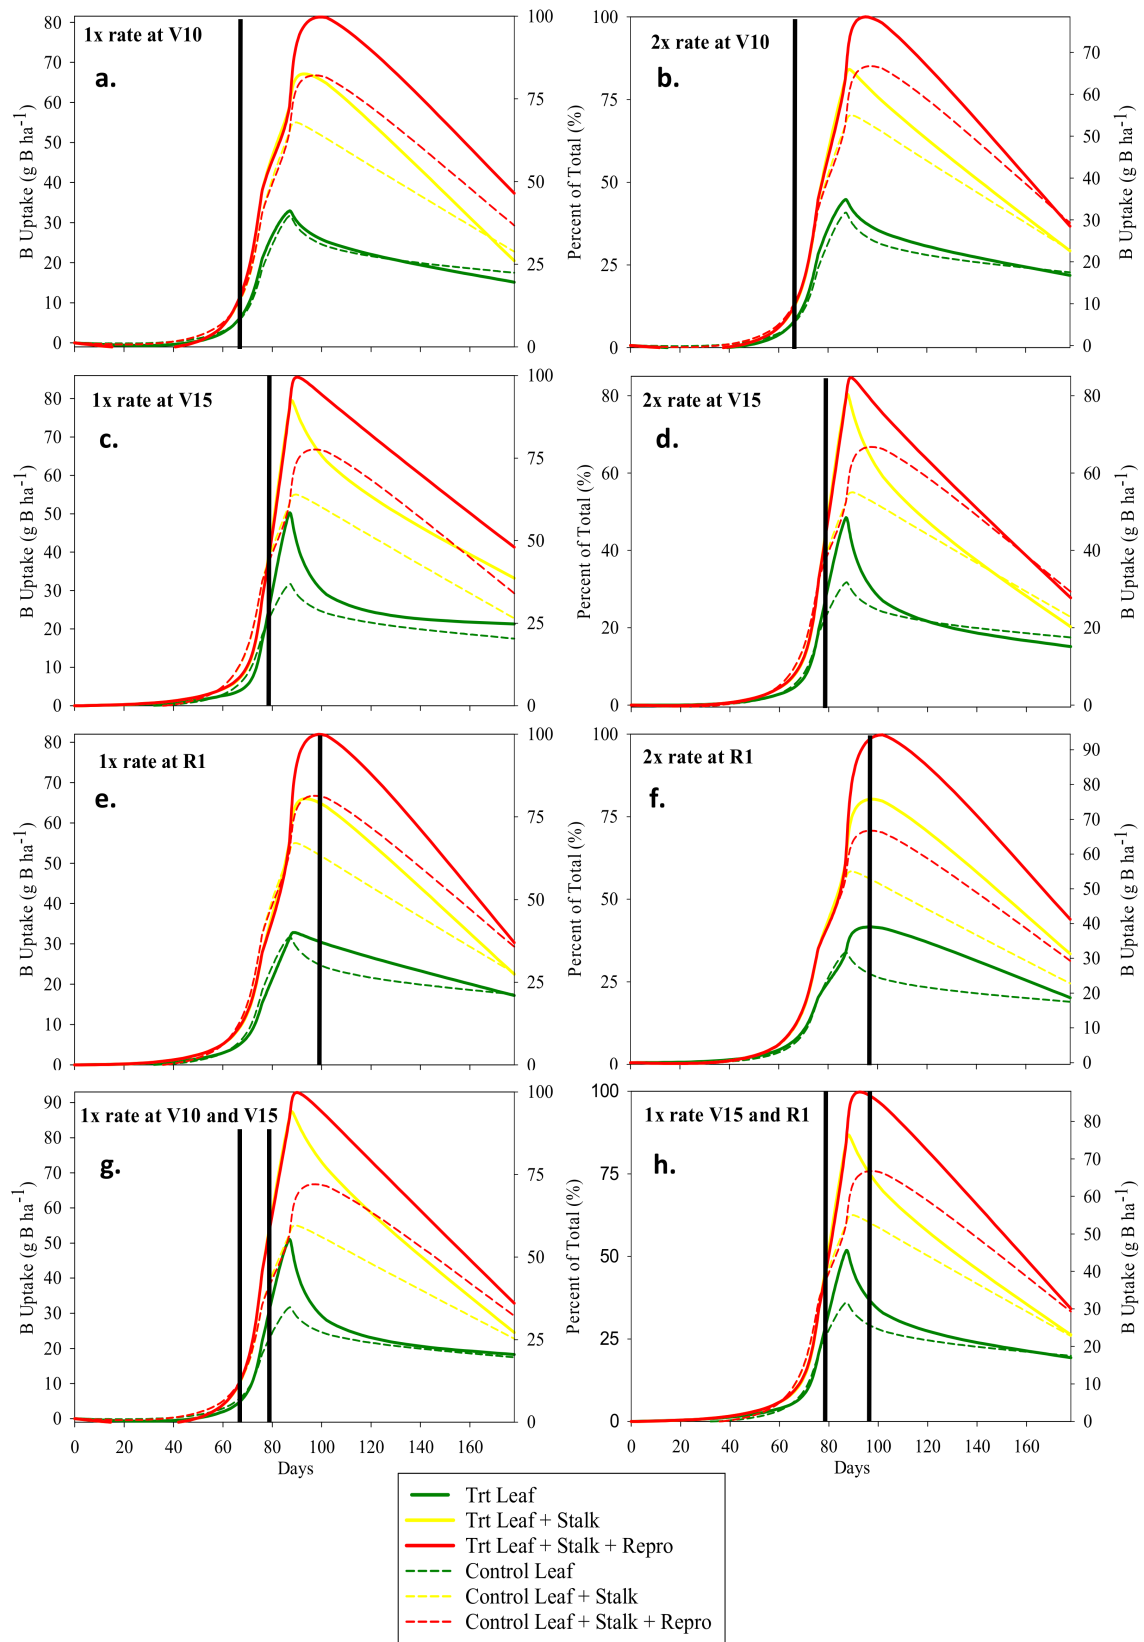 1x rate at V10
a.
B Uptake (g B ha-1)
80
70
60
50
40
30
20
10
0
100
75
50
25
0
2x rate at V10
b.
Percent of Total (%)
100
75
50
25
0
B Uptake (g B ha-1)
70
60
50
40
30
20
10
0
1x rate at V15
c.
B Uptake (g B ha-1)
80
70
60
50
40
30
20
10
0
100
75
50
25
0
2x rate at V15
d.
Percent of Total (%)
80
60
40
20
0
B Uptake (g B ha-1)
80
60
40
20
0
1x rate at R1
e.
B Uptake (g B ha-1)
80
70
60
50
40
30
20
10
0
100
75
50
25
0
2x rate at R1
f.
Percent of Total (%)
100
75
50
25
0
B Uptake (g B ha-1)
90
80
70
60
50
40
30
20
10
0
1x rate at V10 and V15
g.
B Uptake (g B ha-1)
90
80
70
60
50
40
30
20
10
0
100
75
50
25
0
0 20 40 60 80 100 120 140 160
Days
1x rate V15 and R1
h.
Percent of Total (%)
100
75
50
25
0
B Uptake (g B ha-1)
80
70
60
50
40
30
20
10
0
0 20 40 60 80 100 120 140 160
Days
Trt Leaf
Trt Leaf + Stalk
Trt Leaf + Stalk + Repro
Control Leaf
Control Leaf + Stalk
Control Leaf + Stalk + Repro